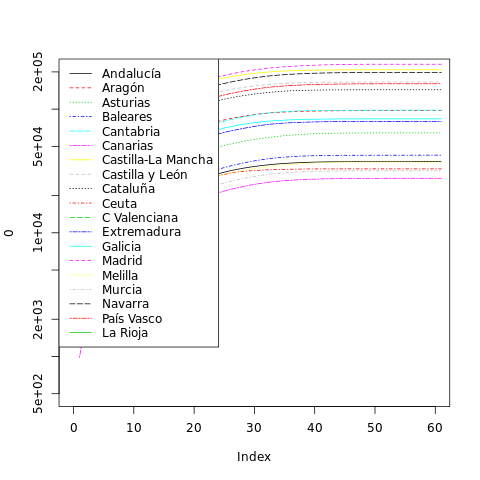 2e+05
5e+04
1e+04
2e+03
5e+02
0
Andalucía
Aragón
Asturias
Baleares
Cantabria
Canarias
Castilla-La Mancha
Castilla y León
Cataluña
Ceuta
C Valenciana
Extremadura
Galicia
Madrid
Melilla
Murcia
Navarra
País Vasco
La Rioja
0 10 20 30 40 50 60
Index